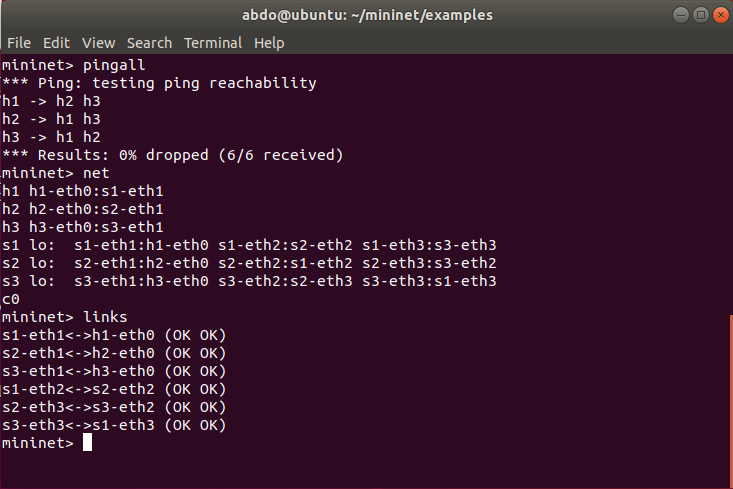 abdo@ubuntu: ~/mininet/examples
File Edit View Search Terminal Help
mininet> pingall
*** Ping: testing ping reachability
h1 -> h2 h3
h2 -> h1 h3
h3 -> h1 h2
*** Results: 0% dropped (6/6 received)
mininet> net
h1 h1-eth0:s1-eth1
h2 h2-eth0:s2-eth1
h3 h3-eth0:s3-eth1
s1 lo:  s1-eth1:h1-eth0 s1-eth2:s2-eth2 s1-eth3:s3-eth3
s2 lo:  s2-eth1:h2-eth0 s2-eth2:s1-eth2 s2-eth3:s3-eth2
s3 lo:  s3-eth1:h3-eth0 s3-eth2:s2-eth3 s3-eth3:s1-eth3
c0
mininet> links
s1-eth1<->h1-eth0 (OK OK)
s2-eth1<->h2-eth0 (OK OK)
s3-eth1<->h3-eth0 (OK OK)
s1-eth2<->s2-eth2 (OK OK)
s2-eth3<->s3-eth2 (OK OK)
s3-eth3<->s1-eth3 (OK OK)
mininet>